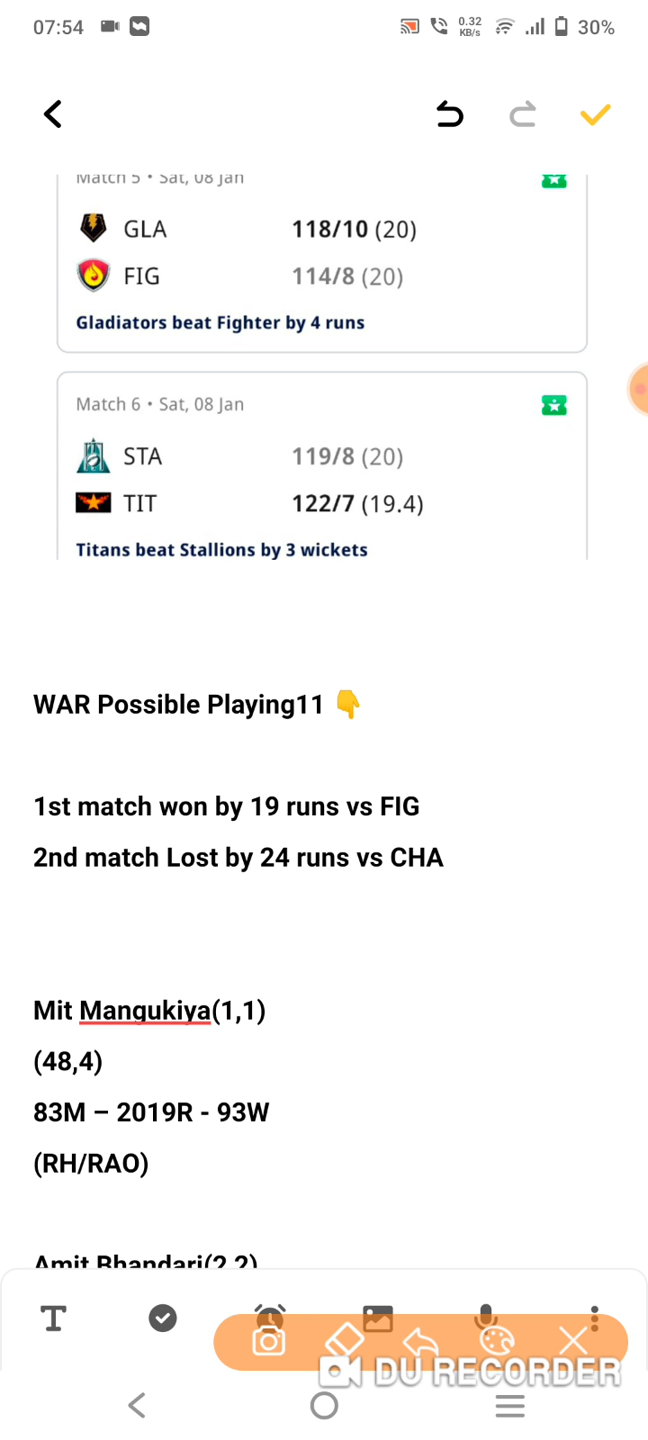 07:54 0.32 KB/s 30%
Match 5 • Sat, 08 Jan
GLA 118/10 (20)
FIG 114/8 (20)
Gladiators beat Fighter by 4 runs
Match 6 • Sat, 08 Jan
STA 119/8 (20)
TIT 122/7 (19.4)
Titans beat Stallions by 3 wickets
WAR Possible Playing11 👇
1st match won by 19 runs vs FIG
2nd match Lost by 24 runs vs CHA
Mit Mangukiya(1,1)
(48,4)
83M – 2019R - 93W
(RH/RAO)
Amit Bhandari(2,2)
T
DU RECORDER